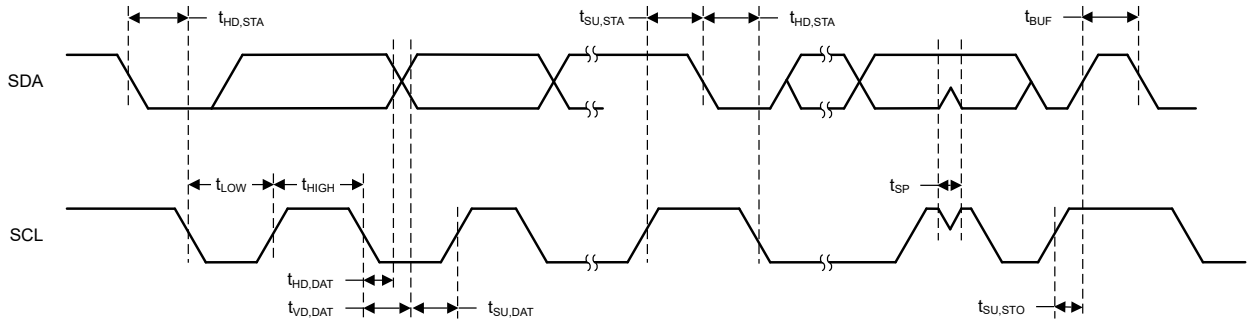 tHD,STA
tSU,STA
tHD,STA
tBUF
SDA
tLOW
tHIGH
tSP
SCL
tHD,DAT
tVD,DAT
tSU,DAT
tSU,STO